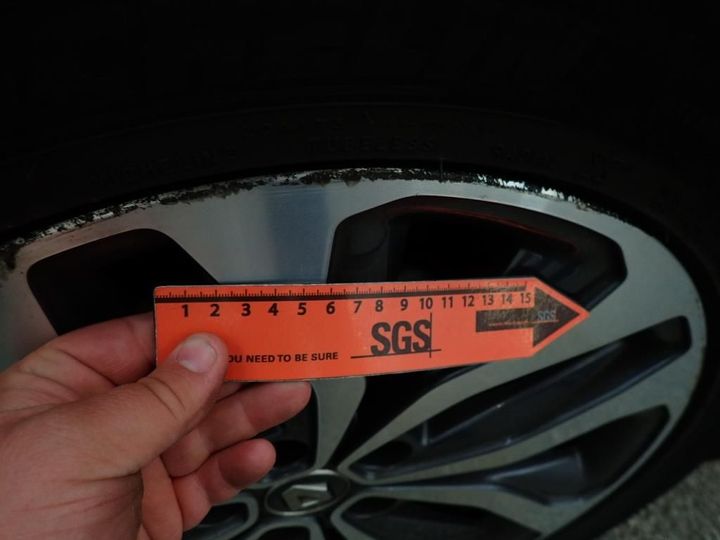 MICHELIN
TUBELESS
1 2 3 4 5 6 7 8 9 10 11 12 13 14 15
SGS
OU NEED TO BE SURE
SGS